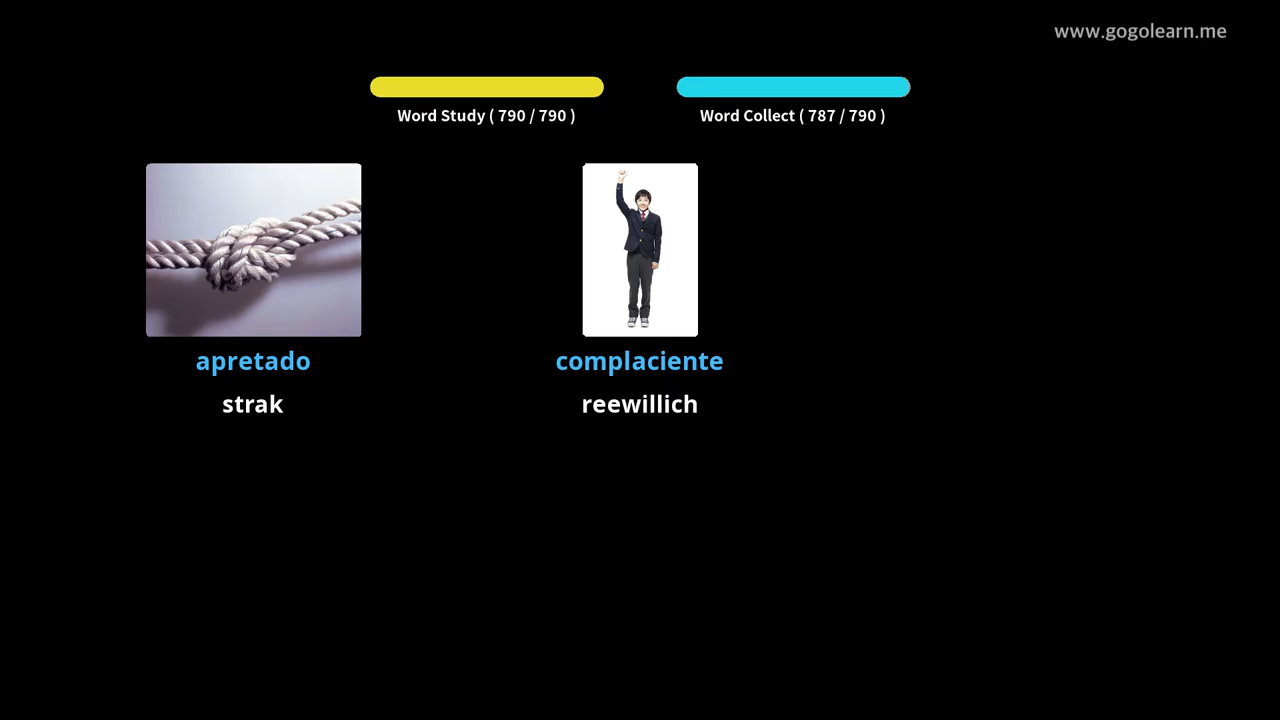 www.gogolearn.me
Word Study ( 790 / 790 )
Word Collect ( 787 / 790 )
apretado
complaciente
strak
reewillich